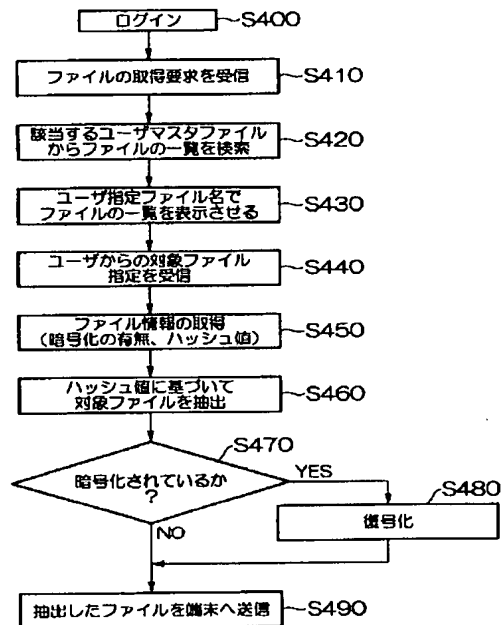 ログイン
S400
ファイルの取得要求を受信
S410
該当するユーザマスタファイル
からファイルの一覧を検索
S420
ユーザ指定ファイル名で
ファイルの一覧を表示させる
S430
ユーザからの対象ファイル
指定を受信
S440
ファイル情報の取得
(暗号化の有無、ハッシュ値)
S450
ハッシュ値に基づいて
対象ファイルを抽出
S460
S470
暗号化されているか
?
YES
S480
復号化
NO
抽出したファイルを端末へ送信
S490